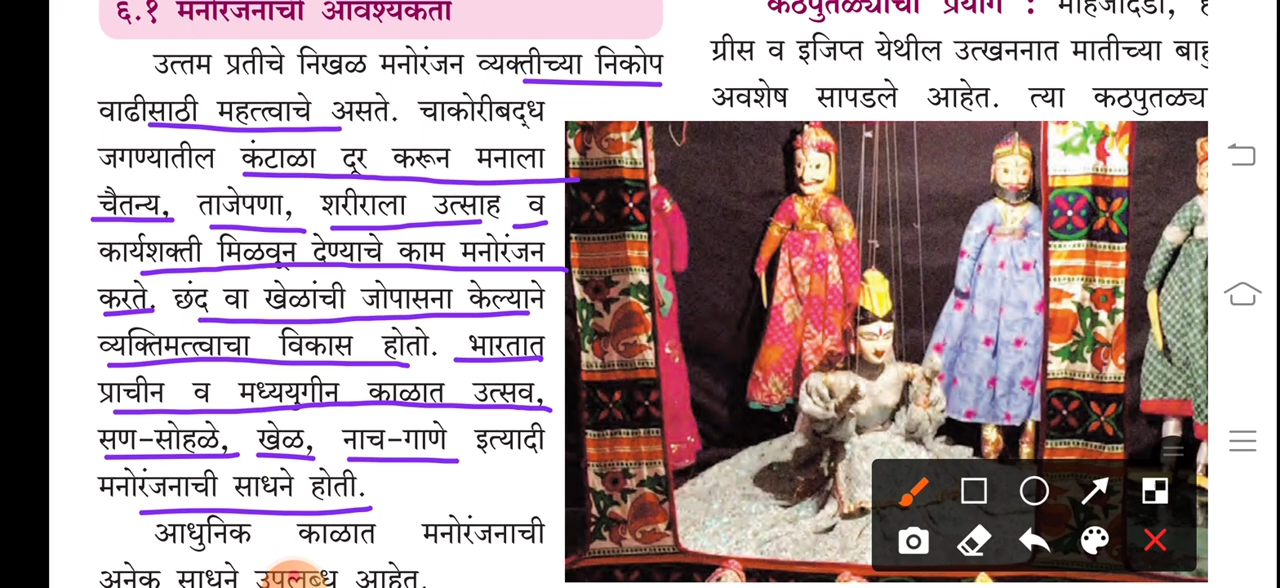 ६.१ मनोरंजनाची आवश्यकता
उत्तम प्रतीचे निखळ मनोरंजन व्यक्तीच्या निकोप
वाढीसाठी महत्त्वाचे असते. चाकोरीबद्ध
जगण्यातील कंटाळा दूर करून मनाला
चैतन्य, ताजेपणा, शरीराला उत्साह व
कार्यशक्ती मिळवून देण्याचे काम मनोरंजन
करते. छंद वा खेळांची जोपासना केल्याने
व्यक्तिमत्त्वाचा विकास होतो. भारतात
प्राचीन व मध्ययुगीन काळात उत्सव,
सण-सोहळे, खेळ, नाच-गाणे इत्यादी
मनोरंजनाची साधने होती.
आधुनिक काळात मनोरंजनाची
अनेक साधने उपलब्ध आहेत.
कठपुतळ्यांचा प्रयोग :
ग्रीस व इजिप्त येथील उत्खननात मातीच्या
अवशेष सापडले आहेत. त्या